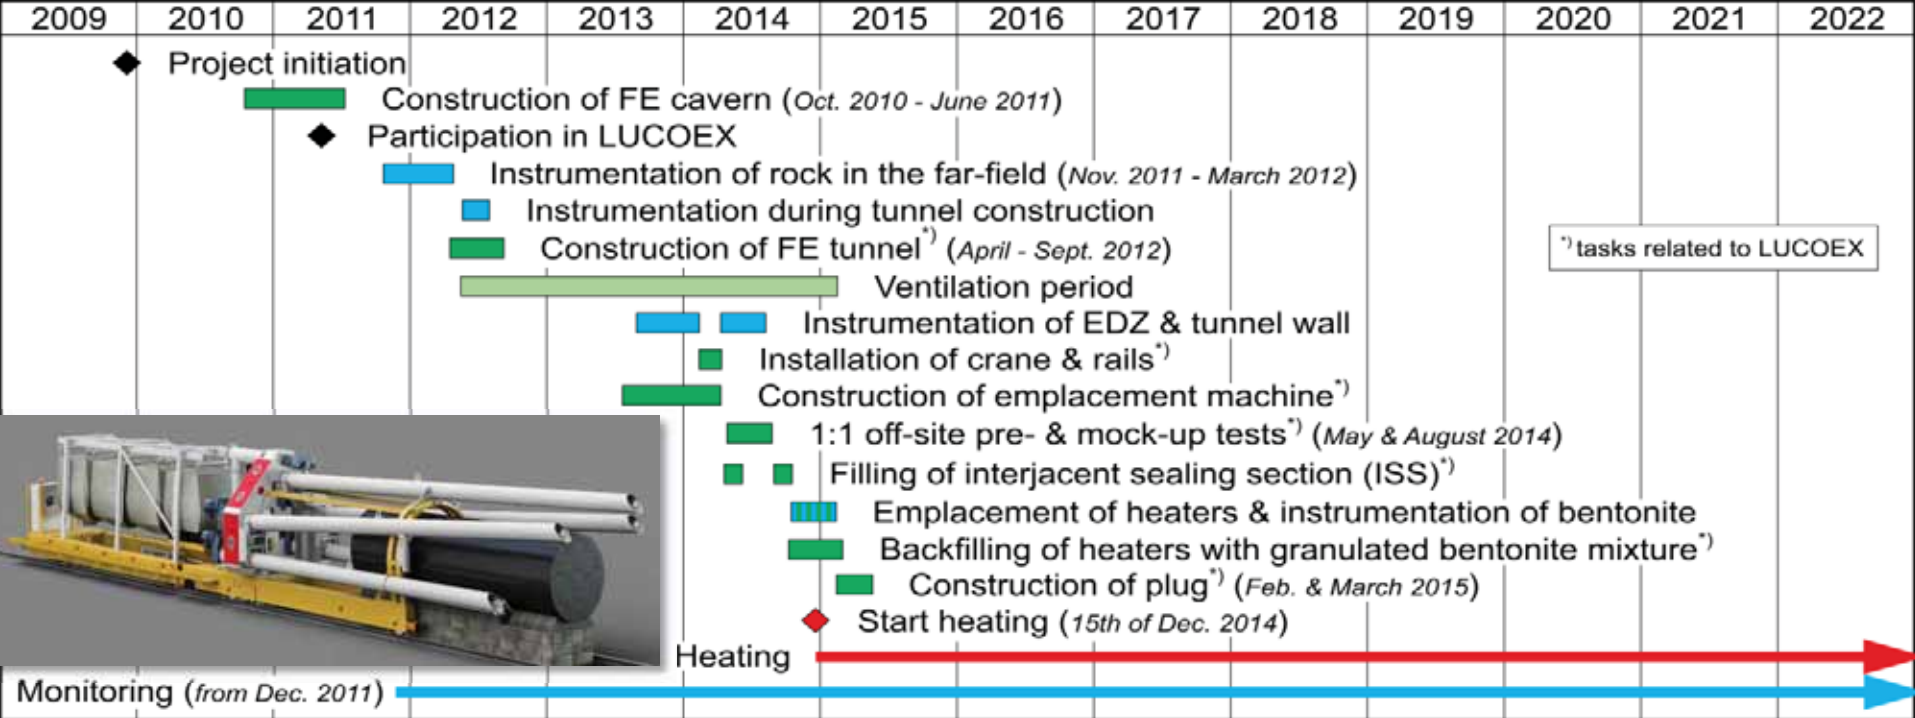 2009 2010 2011 2012 2013 2014 2015 2016 2017 2018 2019 2020 2021 2022
Project initiation
Construction of FE cavern (Oct. 2010 - June 2011)
Participation in LUCOEX
Instrumentation of rock in the far-field (Nov. 2011 - March 2012)
Instrumentation during tunnel construction
Construction of FE tunnel*) (April - Sept. 2012)
*) tasks related to LUCOEX
Ventilation period
Instrumentation of EDZ & tunnel wall
Installation of crane & rails*)
Construction of emplacement machine*)
1:1 off-site pre- & mock-up tests*) (May & August 2014)
Filling of interjacent sealing section (ISS)*)
Emplacement of heaters & instrumentation of bentonite
Backfilling of heaters with granulated bentonite mixture*)
Construction of plug*) (Feb. & March 2015)
Start heating (15th of Dec. 2014)
Heating
Monitoring (from Dec. 2011)